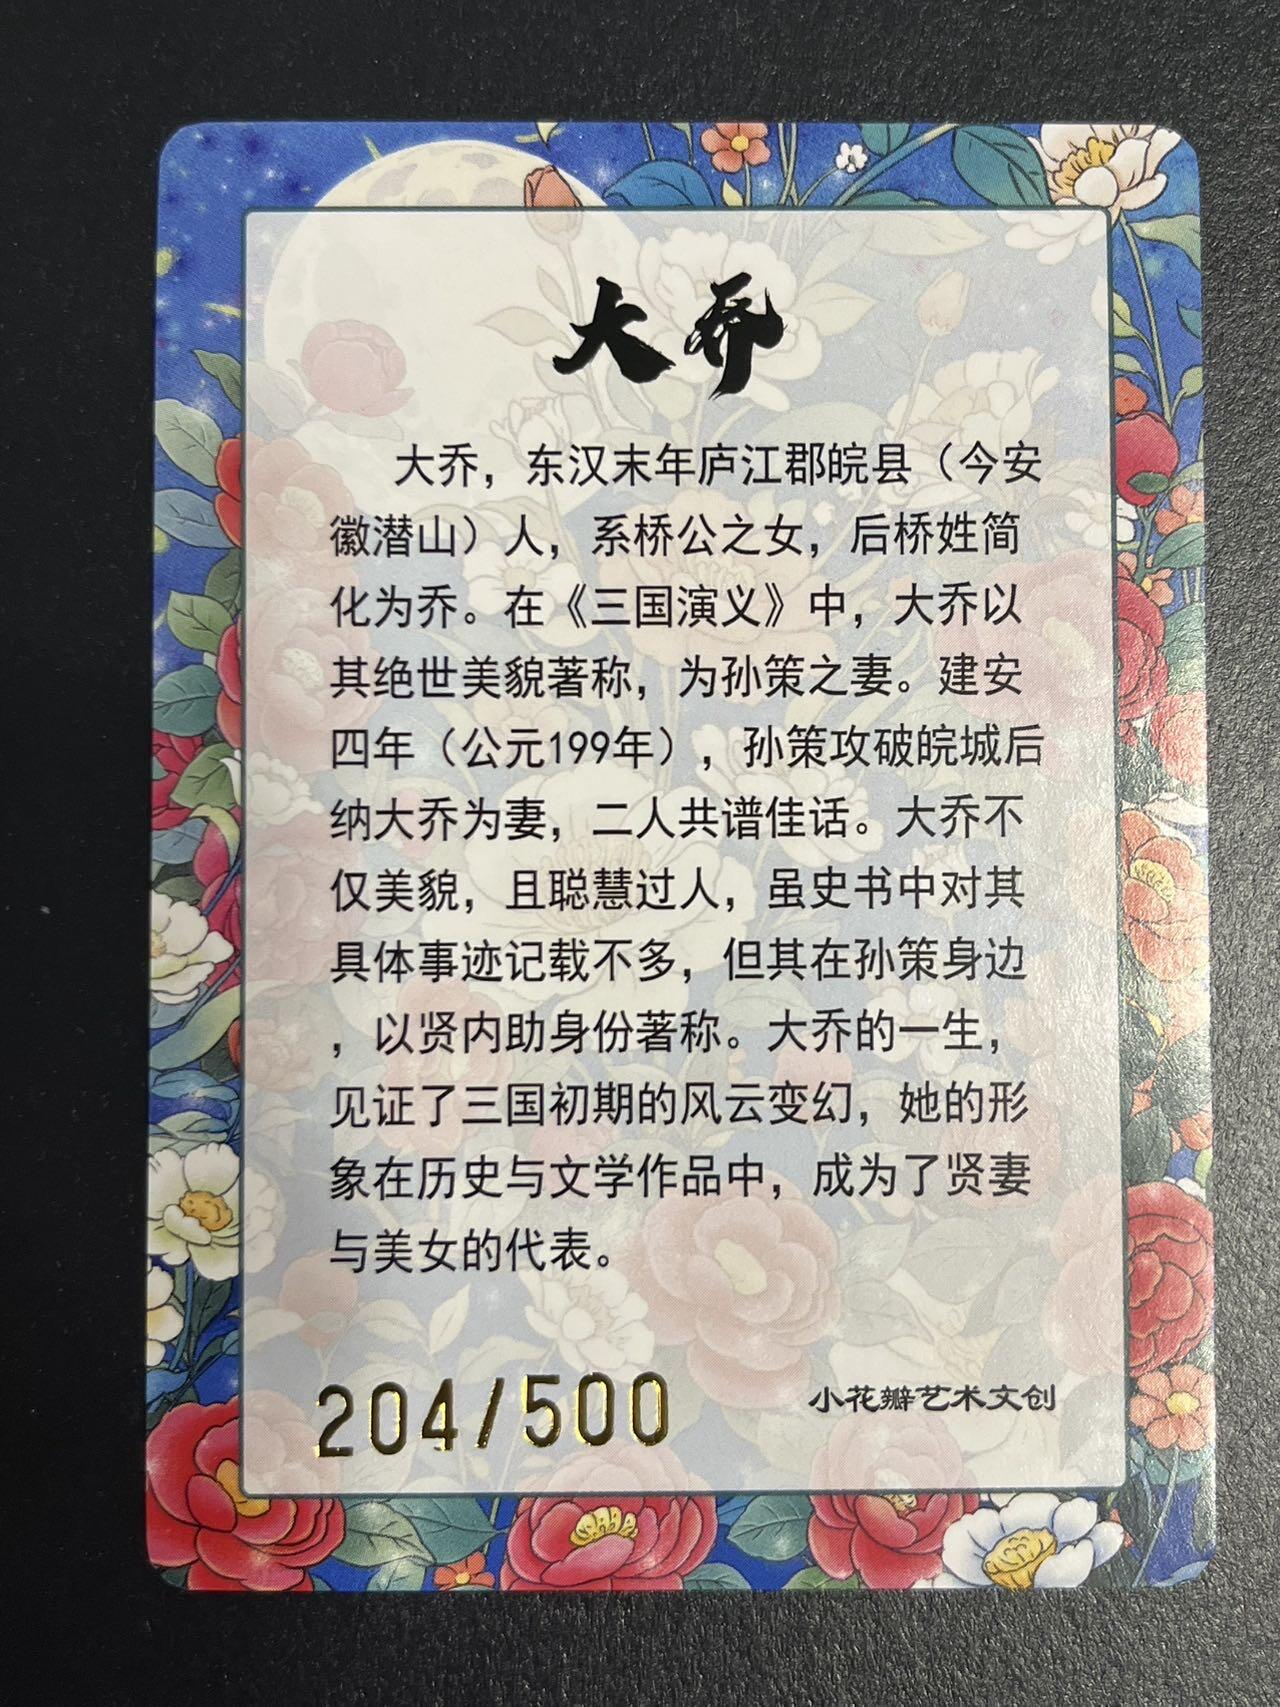 大乔
大乔，东汉末年庐江郡皖县（今安
徽潜山）人，系桥公之女，后桥姓简
化为乔。在《三国演义》中，大乔以
其绝世美貌著称，为孙策之妻。建安
四年（公元199年），孙策攻破皖城后
纳大乔为妻，二人共谱佳话。大乔不
仅美貌，且聪慧过人，虽史书中对其
具体事迹记载不多，但其在孙策身边
，以贤内助身份著称。大乔的一生，
见证了三国初期的风云变幻，她的形
象在历史与文学作品中，成为了贤妻
与美女的代表。
204/500
小花瓣艺术文创